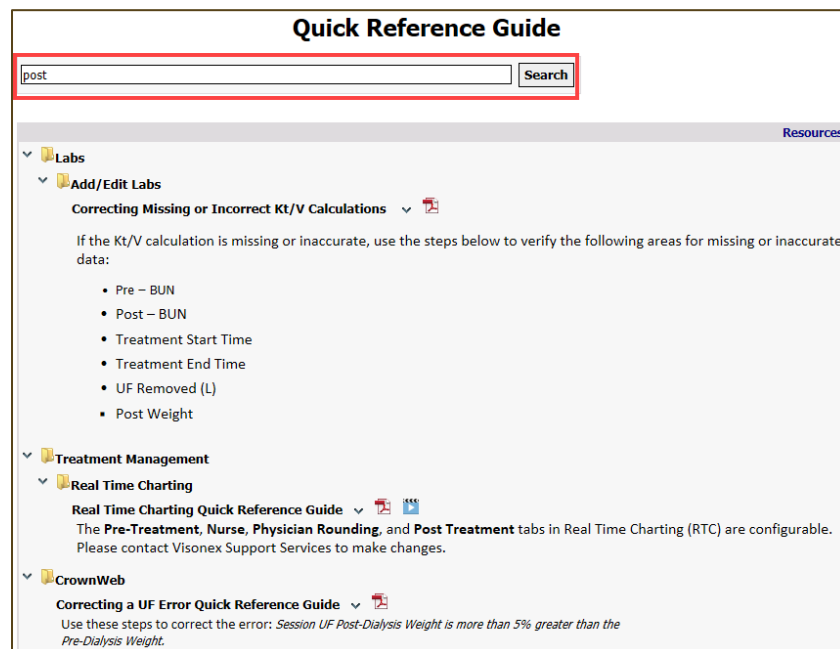 Quick Reference Guide
post
Search
Resources
Labs
Add/Edit Labs
Correcting Missing or Incorrect Kt/V Calculations
If the Kt/V calculation is missing or inaccurate, use the steps below to verify the following areas for missing or inaccurate
data:
• Pre – BUN
• Post – BUN
• Treatment Start Time
• Treatment End Time
• UF Removed (L)
▪ Post Weight
Treatment Management
Real Time Charting
Real Time Charting Quick Reference Guide
The Pre-Treatment, Nurse, Physician Rounding, and Post Treatment tabs in Real Time Charting (RTC) are configurable.
Please contact Visonex Support Services to make changes.
CrownWeb
Correcting a UF Error Quick Reference Guide
Use these steps to correct the error: Session UF Post-Dialysis Weight is more than 5% greater than the
Pre-Dialysis Weight.